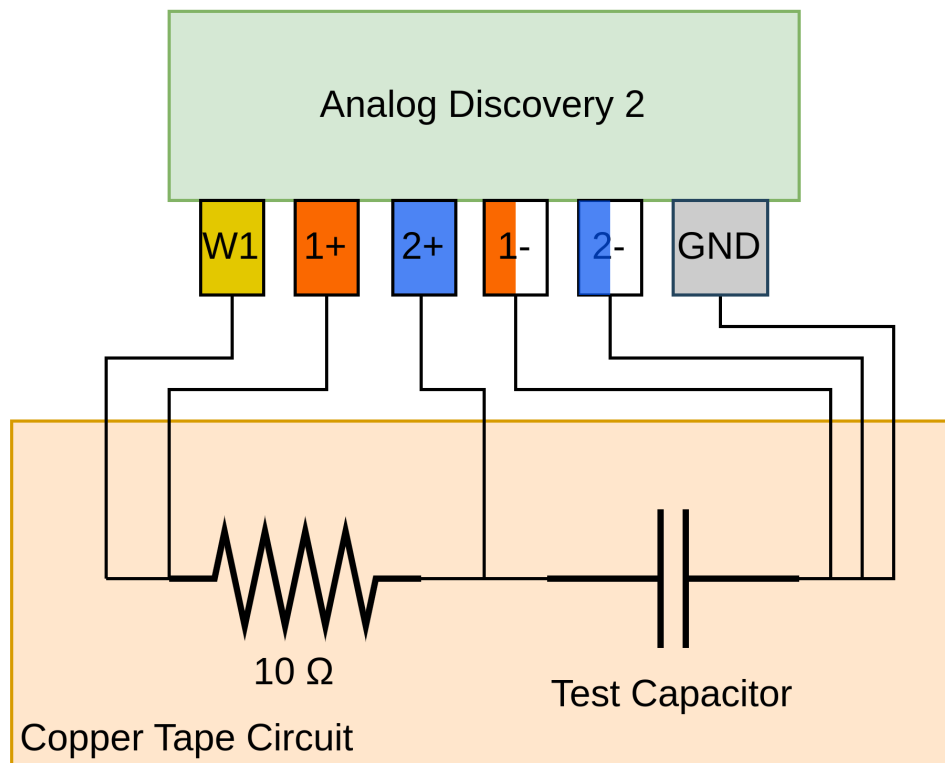 Analog Discovery 2
W1 1+ 2+ 1- 2- GND
10 Ω
Test Capacitor
Copper Tape Circuit